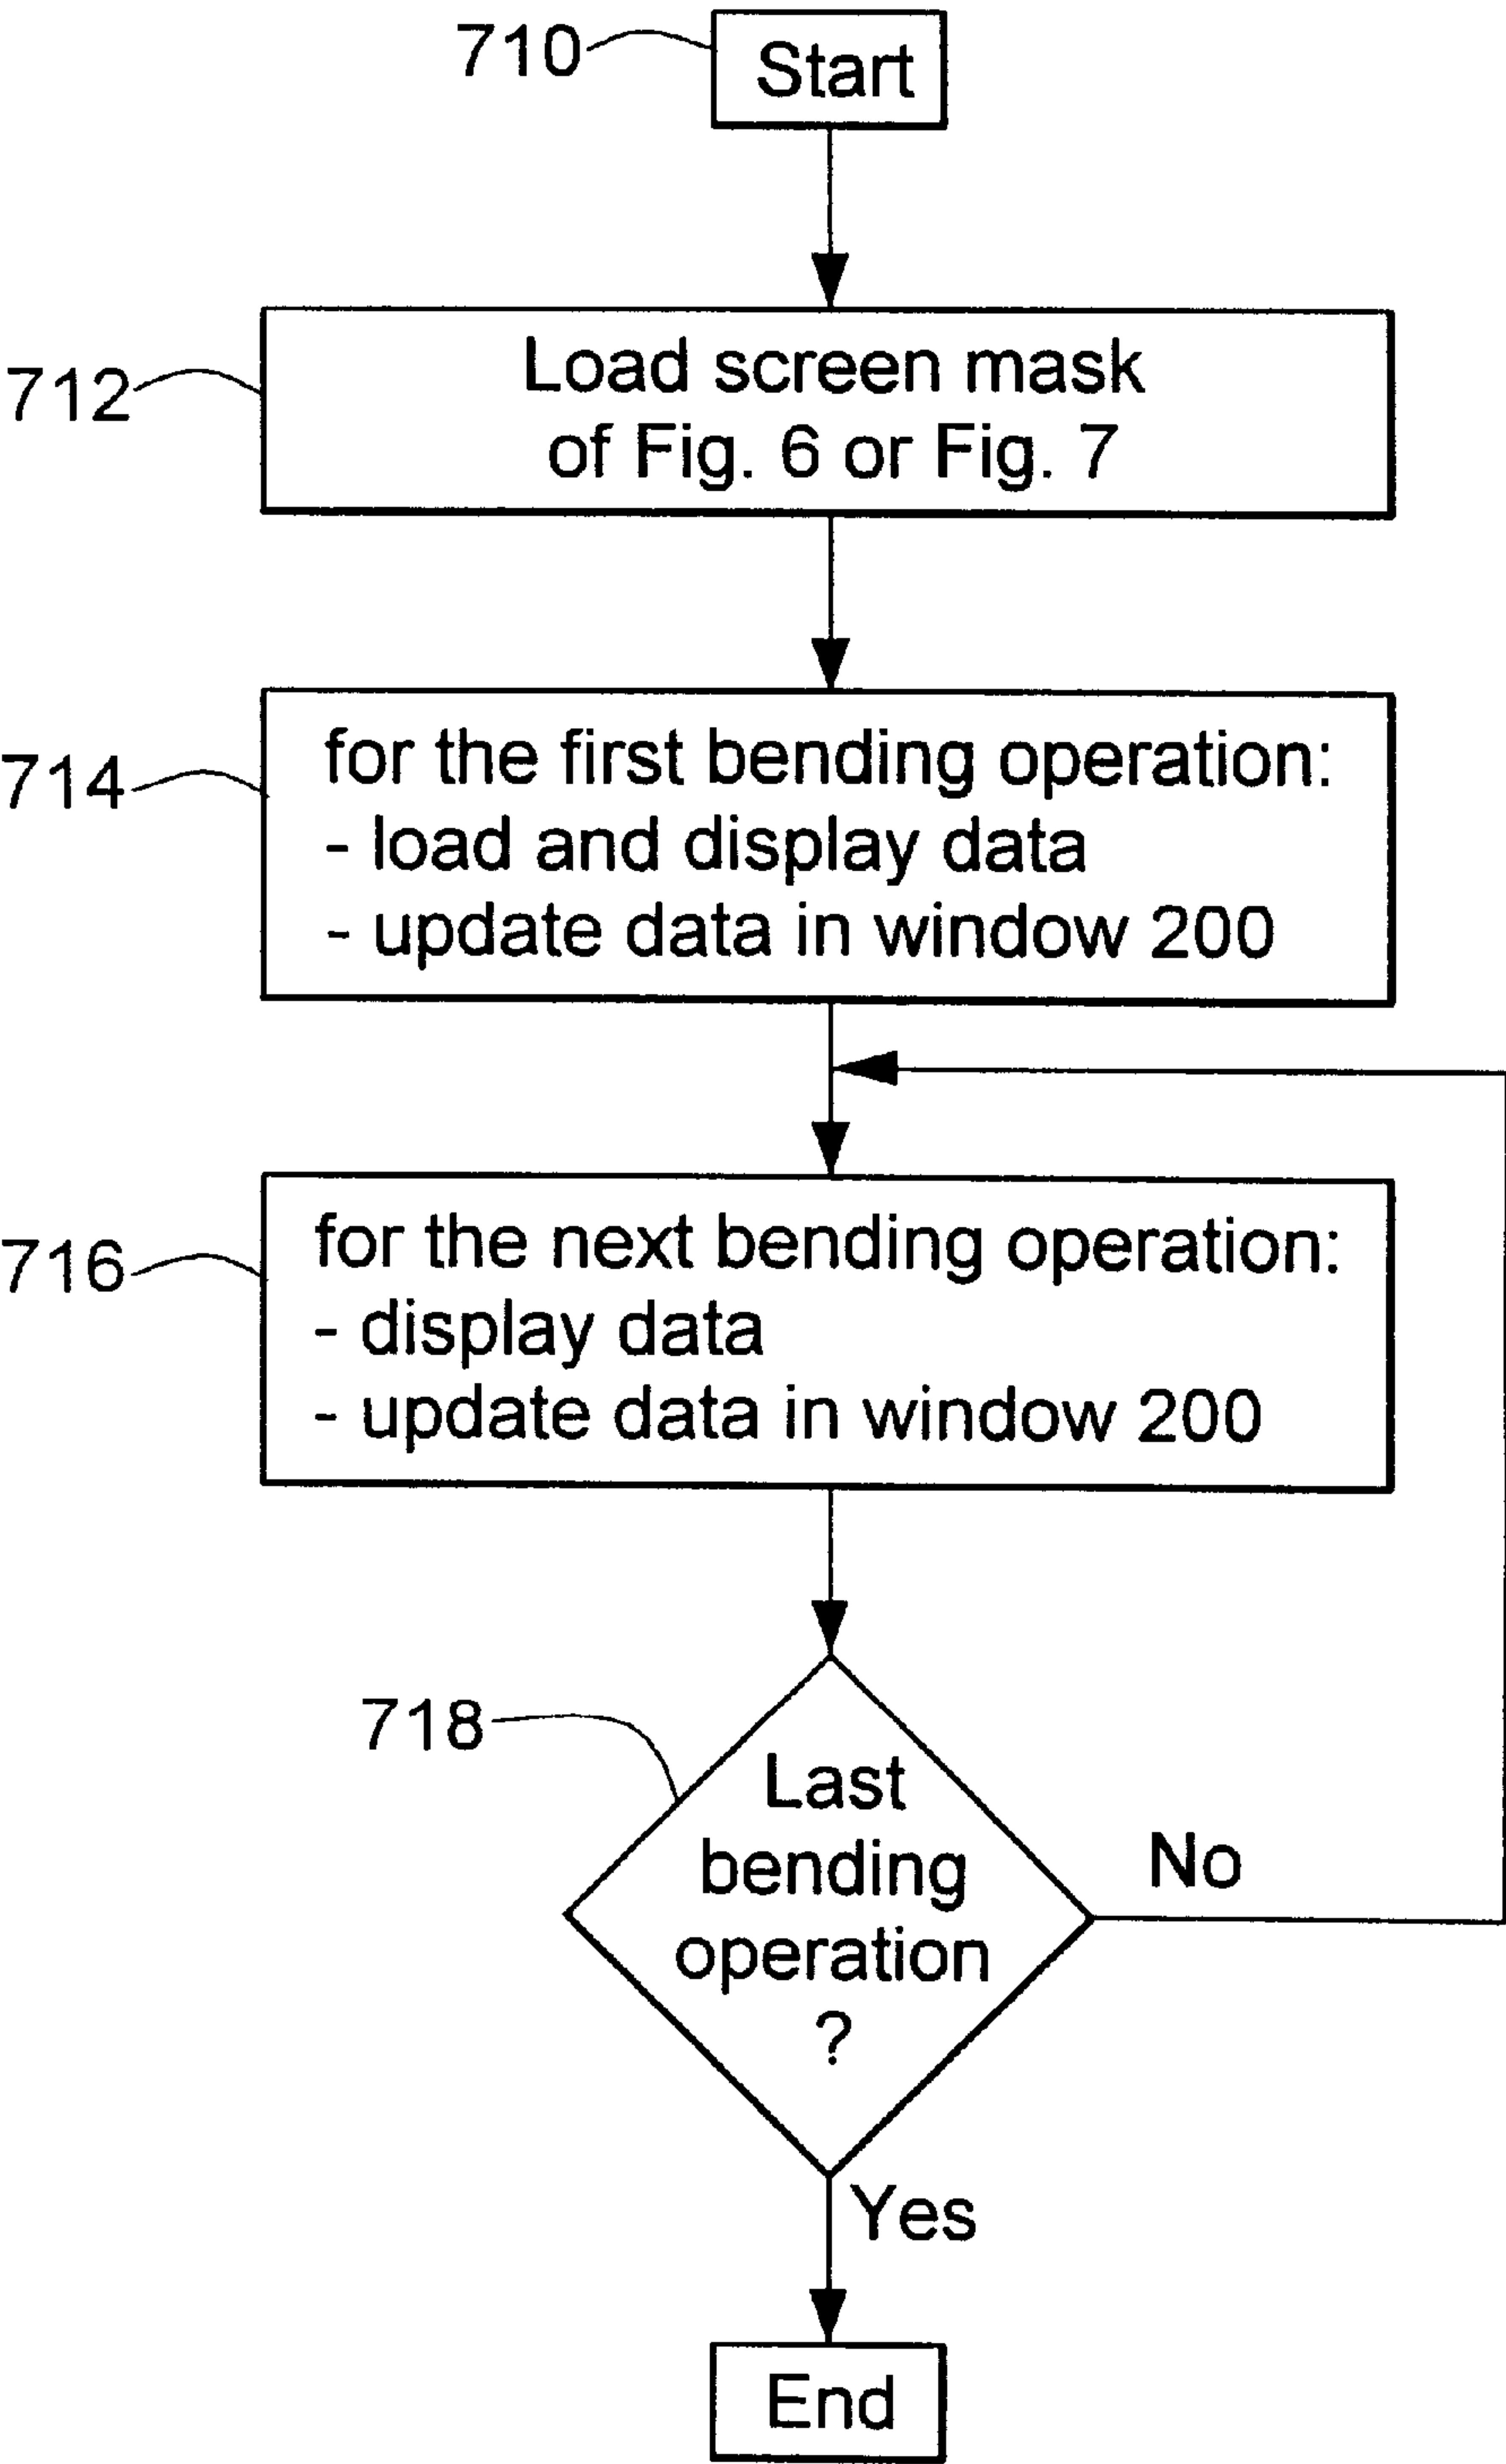 710
Start
712
Load screen mask
of Fig. 6 or Fig. 7
714
for the first bending operation:
- load and display data
- update data in window 200
716
for the next bending operation:
- display data
- update data in window 200
718
Last
bending
operation
?
No
Yes
End